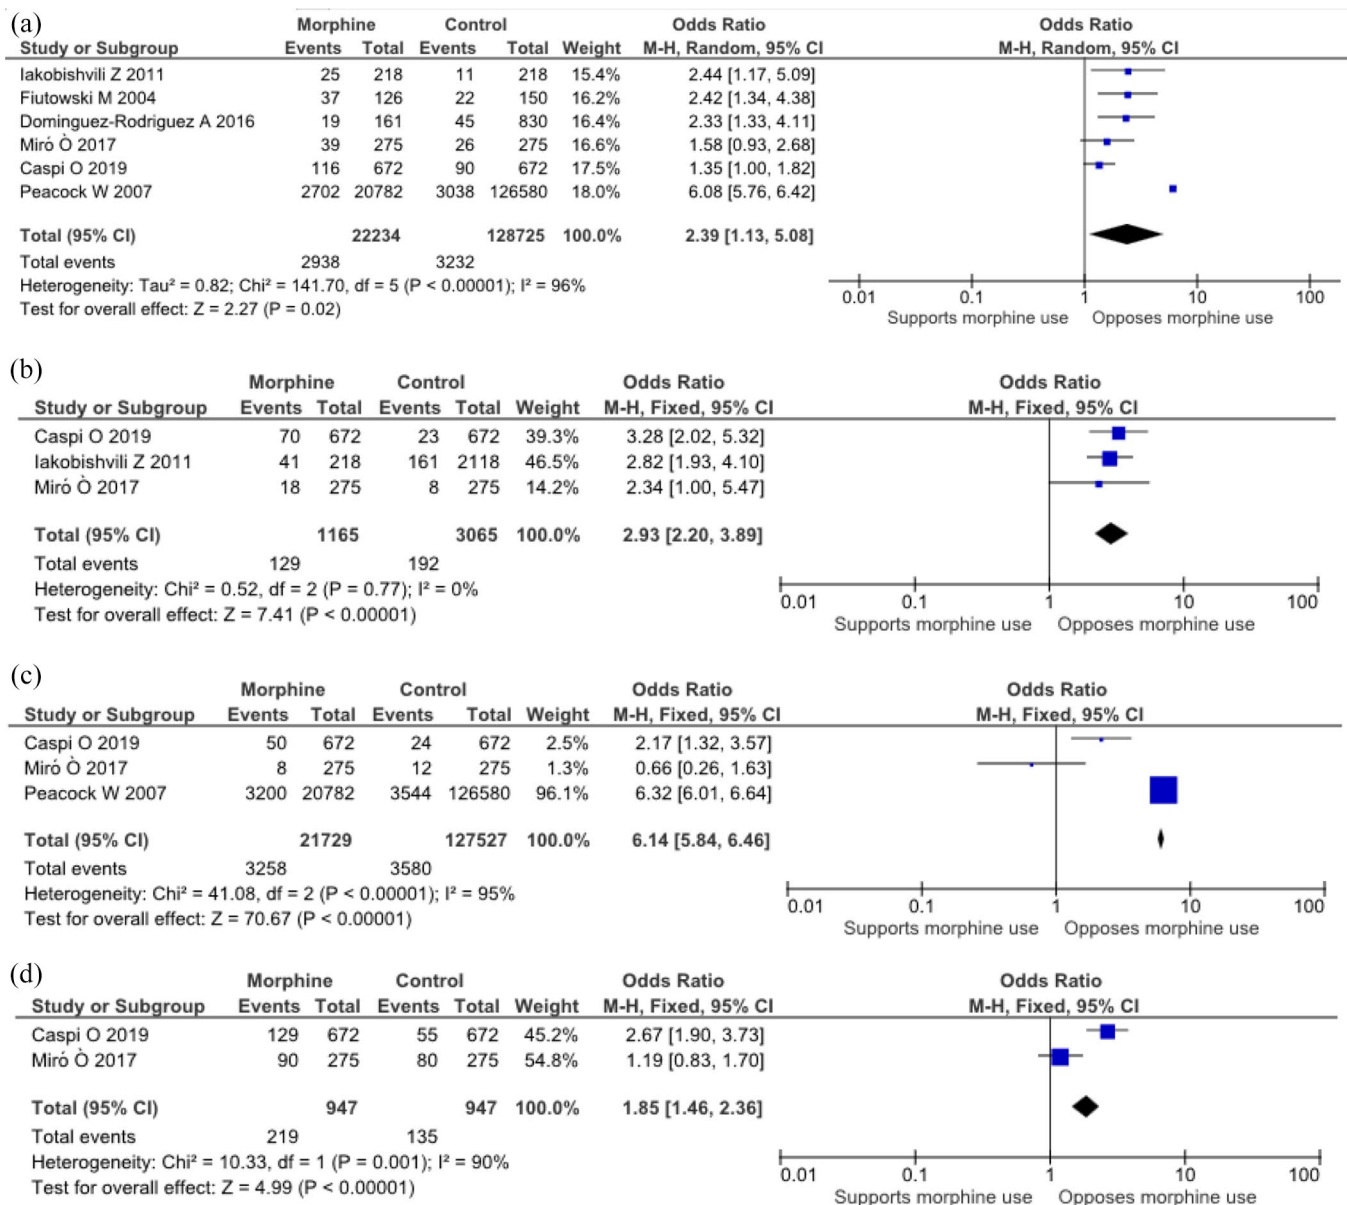 (a)
Morphine Control Odds Ratio Odds Ratio
Study or Subgroup Events Total Events Total Weight M-H, Random, 95% CI M-H, Random, 95% CI
Iakobishvili Z 2011 25 218 11 218 15.4% 2.44 [1.17, 5.09]
Fiutowski M 2004 37 126 22 150 16.2% 2.42 [1.34, 4.38]
Dominguez-Rodriguez A 2016 19 161 45 830 16.4% 2.33 [1.33, 4.11]
Miró Ò 2017 39 275 26 275 16.6% 1.58 [0.93, 2.68]
Caspi O 2019 116 672 90 672 17.5% 1.35 [1.00, 1.82]
Peacock W 2007 2702 20782 3038 126580 18.0% 6.08 [5.76, 6.42]
Total (95% CI) 22234 128725 100.0% 2.39 [1.13, 5.08]
Total events 2938 3232
Heterogeneity: Tau² = 0.82; Chi² = 141.70, df = 5 (P < 0.00001); I² = 96%
Test for overall effect: Z = 2.27 (P = 0.02)
0.01 0.1 1 10 100
Supports morphine use Opposes morphine use
(b)
Morphine Control Odds Ratio Odds Ratio
Study or Subgroup Events Total Events Total Weight M-H, Fixed, 95% CI M-H, Fixed, 95% CI
Caspi O 2019 70 672 23 672 39.3% 3.28 [2.02, 5.32]
Iakobishvili Z 2011 41 218 161 2118 46.5% 2.82 [1.93, 4.10]
Miró Ò 2017 18 275 8 275 14.2% 2.34 [1.00, 5.47]
Total (95% CI) 1165 3065 100.0% 2.93 [2.20, 3.89]
Total events 129 192
Heterogeneity: Chi² = 0.52, df = 2 (P = 0.77); I² = 0%
Test for overall effect: Z = 7.41 (P < 0.00001)
0.01 0.1 1 10 100
Supports morphine use Opposes morphine use
(c)
Morphine Control Odds Ratio Odds Ratio
Study or Subgroup Events Total Events Total Weight M-H, Fixed, 95% CI M-H, Fixed, 95% CI
Caspi O 2019 50 672 24 672 2.5% 2.17 [1.32, 3.57]
Miró Ò 2017 8 275 12 275 1.3% 0.66 [0.26, 1.63]
Peacock W 2007 3200 20782 3544 126580 96.1% 6.32 [6.01, 6.64]
Total (95% CI) 21729 127527 100.0% 6.14 [5.84, 6.46]
Total events 3258 3580
Heterogeneity: Chi² = 41.08, df = 2 (P < 0.00001); I² = 95%
Test for overall effect: Z = 70.67 (P < 0.00001)
0.01 0.1 1 10 100
Supports morphine use Opposes morphine use
(d)
Morphine Control Odds Ratio Odds Ratio
Study or Subgroup Events Total Events Total Weight M-H, Fixed, 95% CI M-H, Fixed, 95% CI
Caspi O 2019 129 672 55 672 45.2% 2.67 [1.90, 3.73]
Miró Ò 2017 90 275 80 275 54.8% 1.19 [0.83, 1.70]
Total (95% CI) 947 947 100.0% 1.85 [1.46, 2.36]
Total events 219 135
Heterogeneity: Chi² = 10.33, df = 1 (P = 0.001); I² = 90%
Test for overall effect: Z = 4.99 (P < 0.00001)
0.01 0.1 1 10 100
Supports morphine use Opposes morphine use